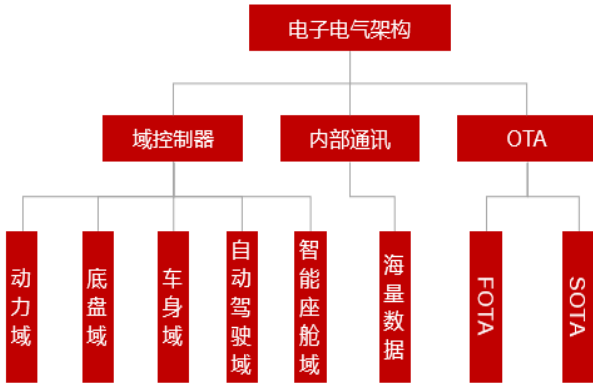 电子电气架构
域控制器
内部通讯
OTA
动力域
底盘域
车身域
自动驾驶域
智能座舱域
海量数据
FOTA
SOTA